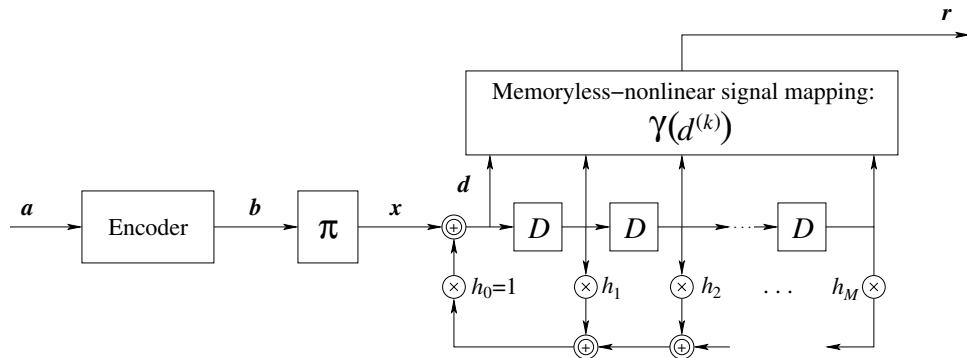 r
Memoryless−nonlinear signal mapping:
γ(d(k))
d
a
Encoder
b
π
x
D
D
. . .
D
h0=1
h1
h2
. . .
hM